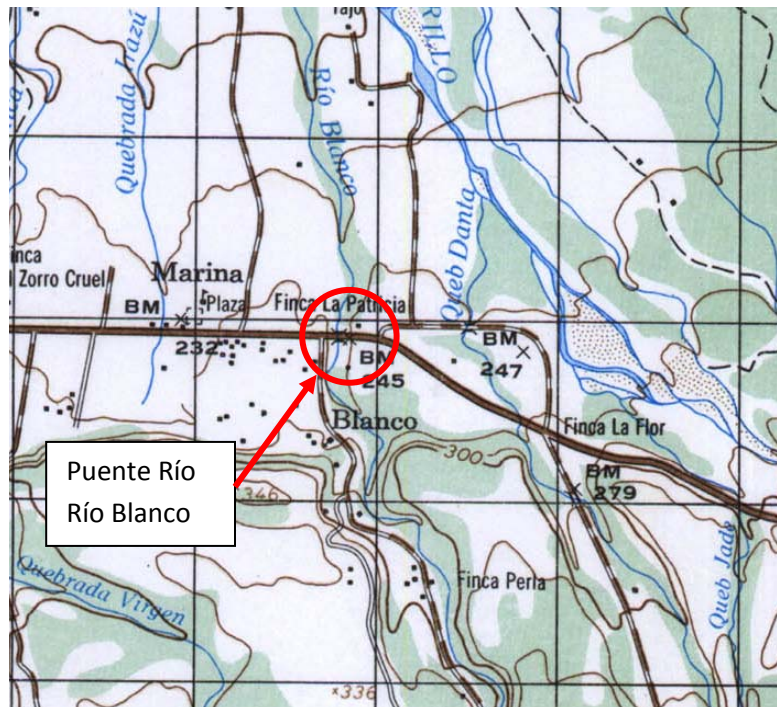 Tajo
RILLO
Quebrada Irazú
Río Blanco
Queb Danta
inca
Zorro Cruel
Marina
Plaza
Finca La Patricia
BM
232
BM
245
BM
247
Blanco
Finca La Flor
300
BM
279
Puente Río
Río Blanco
346
Quebrada Virgen
Finca Perla
Queb Jade
×336